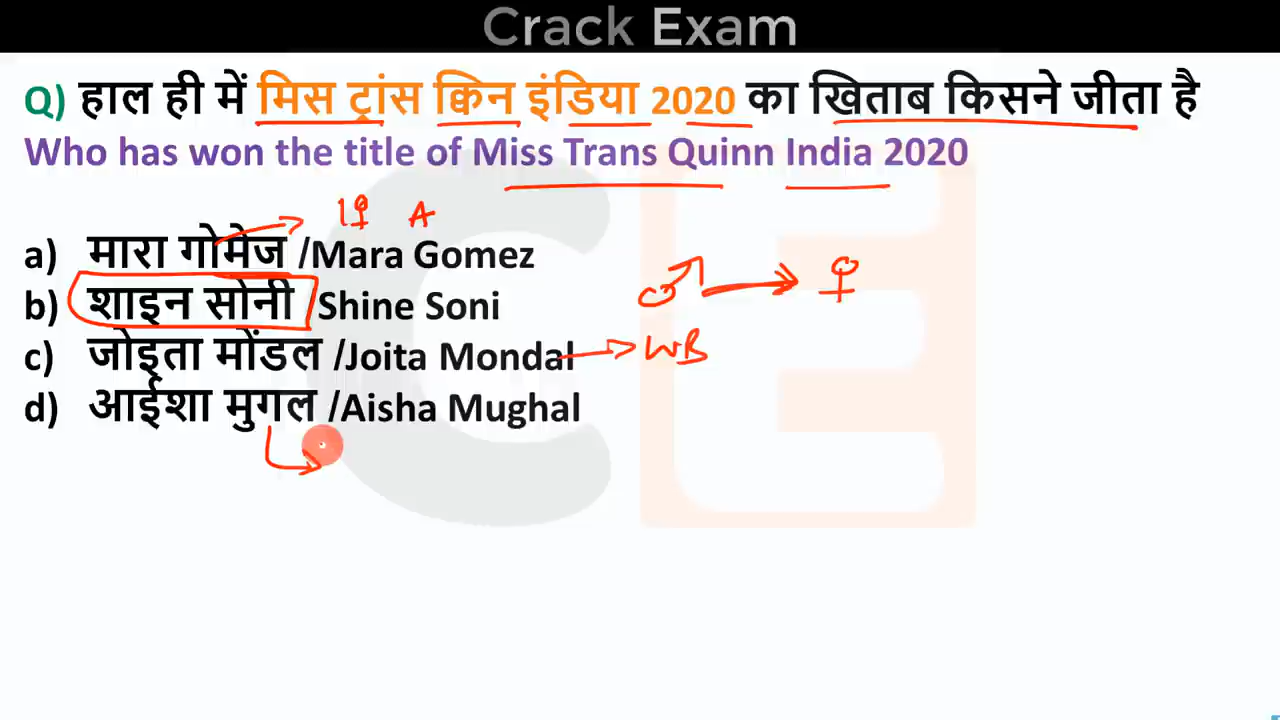 Crack Exam
Q) हाल ही में मिस ट्रांस क्विन इंडिया 2020 का खिताब किसने जीता है
Who has won the title of Miss Trans Quinn India 2020
a) मारा गोमेज /Mara Gomez
b) शाइन सोनी /Shine Soni
c) जोइता मोंडल /Joita Mondal → WB
d) आईशा मुगल /Aisha Mughal